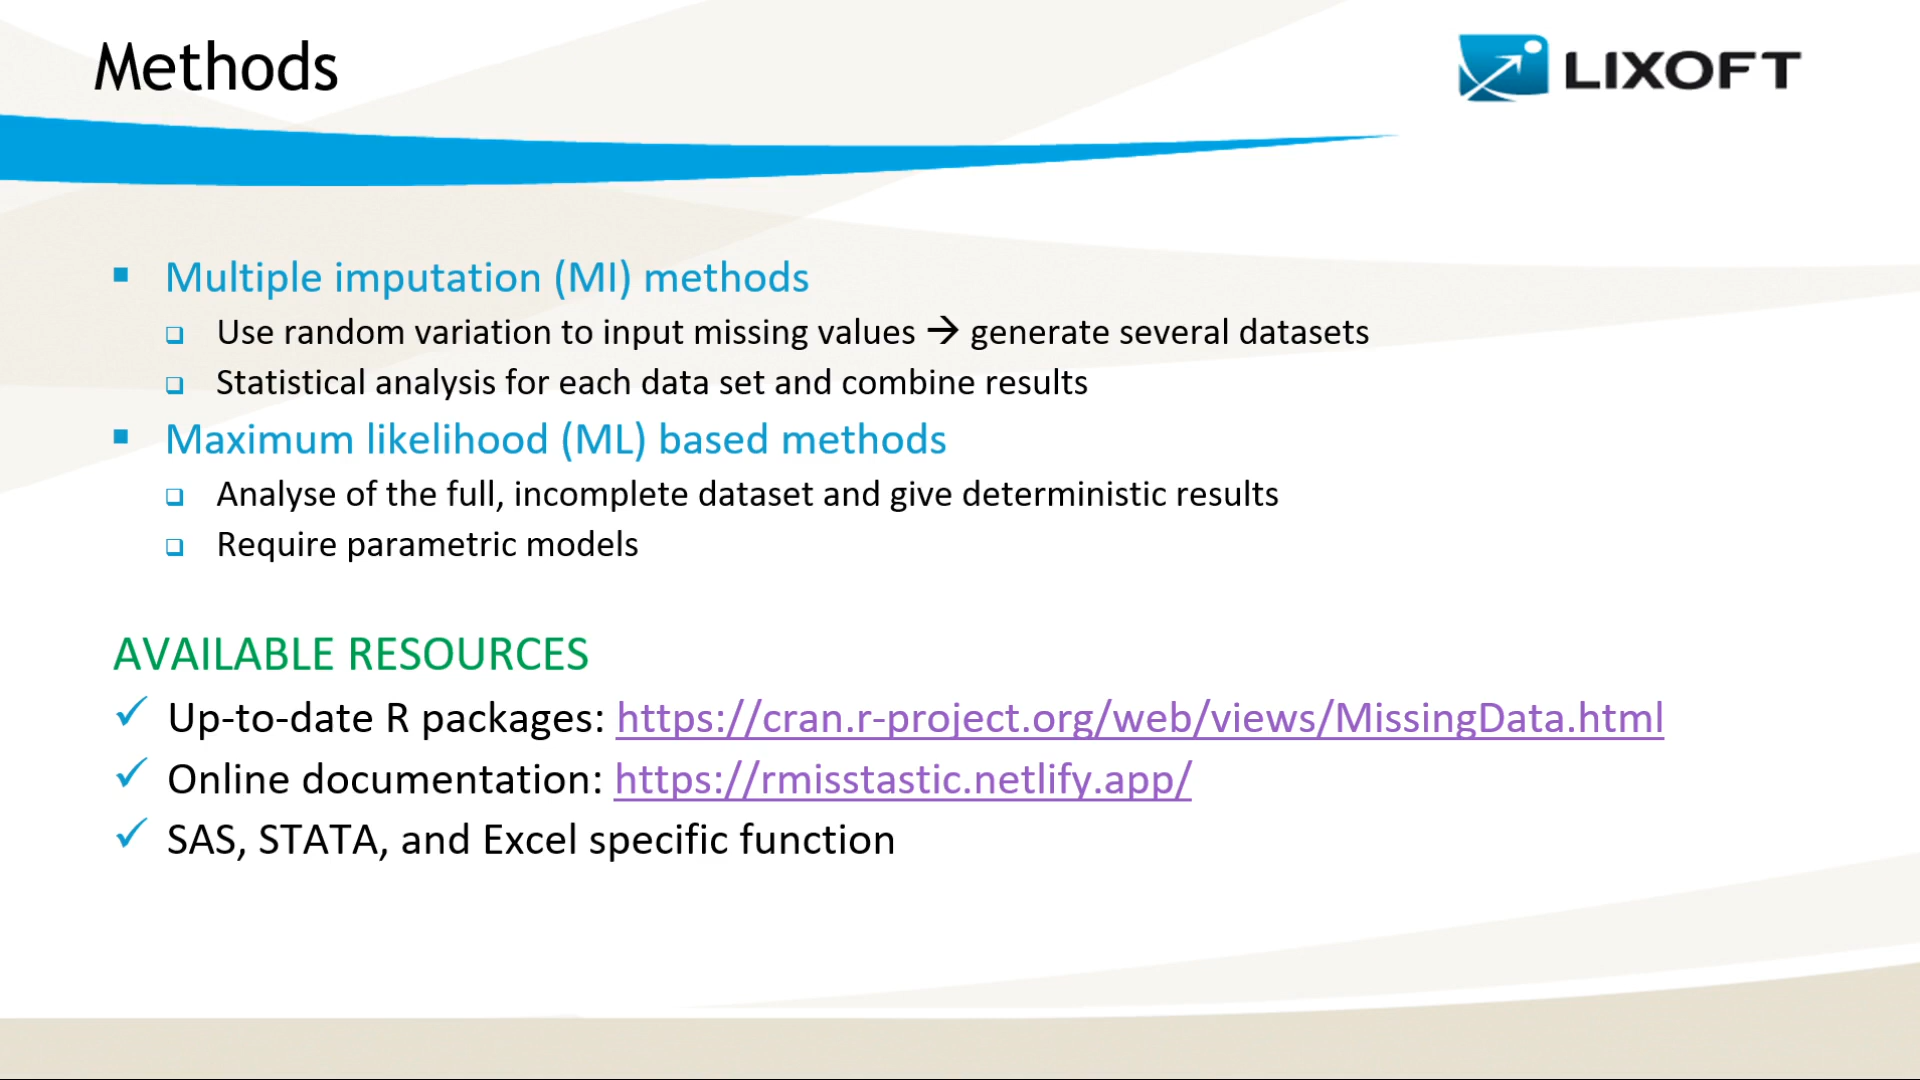 Methods
LIXOFT
Multiple imputation (MI) methods
Use random variation to input missing values → generate several datasets
Statistical analysis for each data set and combine results
Maximum likelihood (ML) based methods
Analyse of the full, incomplete dataset and give deterministic results
Require parametric models
AVAILABLE RESOURCES
Up-to-date R packages: https://cran.r-project.org/web/views/MissingData.html
Online documentation: https://rmisstastic.netlify.app/
SAS, STATA, and Excel specific function